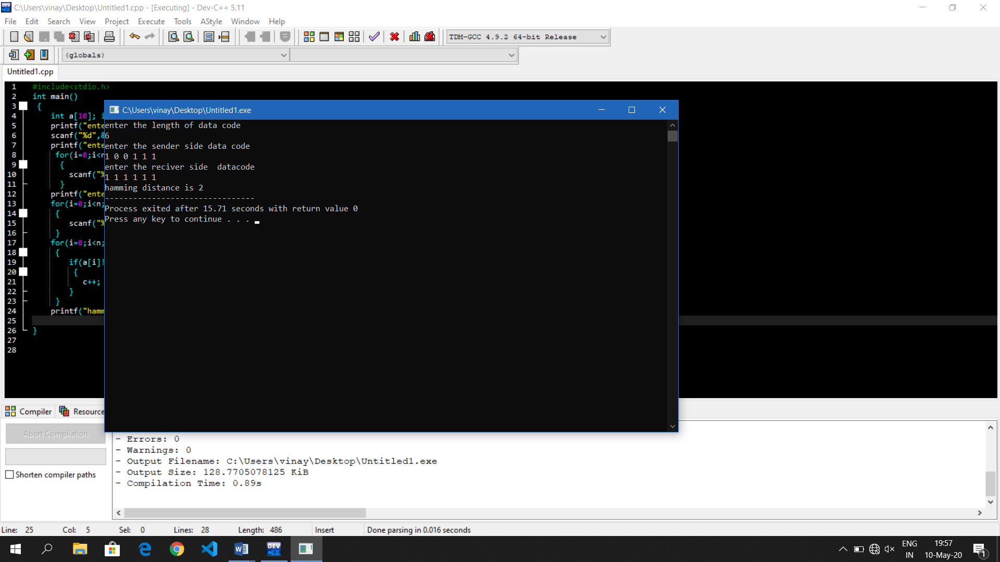 C:\Users\vinay\Desktop\Untitled1.cpp - [Executing] - Dev-C++ 5.11
File Edit Search View Project Execute Tools AStyle Window Help
TDM-GCC 4.9.2 64-bit Release
(globals)
Untitled1.cpp
1 #include<stdio.h>
2 int main()
3 {
4 int a[10]; i
5 printf("ente
6 scanf("%d",&
7 printf("ente
8 for(i=0;i<n
9 {
10 scanf("%
11 }
12 printf("ente
13 for(i=0;i<n;
14 {
15 scanf("%
16 }
17 for(i=0;i<n;
18 {
19 if(a[i]!
20 {
21 c++;
22 }
23 }
24 printf("hamm
25
26 }
27
28
C:\Users\vinay\Desktop\Untitled1.exe
enter the length of data code
6
enter the sender side data code
1 0 0 1 1 1
enter the reciver side  datacode
1 1 1 1 1 1
hamming distance is 2
--------------------------------
Process exited after 15.71 seconds with return value 0
Press any key to continue . . .
Compiler Resource
Abort Compilation
Shorten compiler paths
- Errors: 0
- Warnings: 0
- Output Filename: C:\Users\vinay\Desktop\Untitled1.exe
- Output Size: 128.7705078125 KiB
- Compilation Time: 0.89s
Line: 25 Col: 5 Sel: 0 Lines: 28 Length: 486 Insert Done parsing in 0.016 seconds
DEV C++
ENG
IN
19:57
10-May-20
1